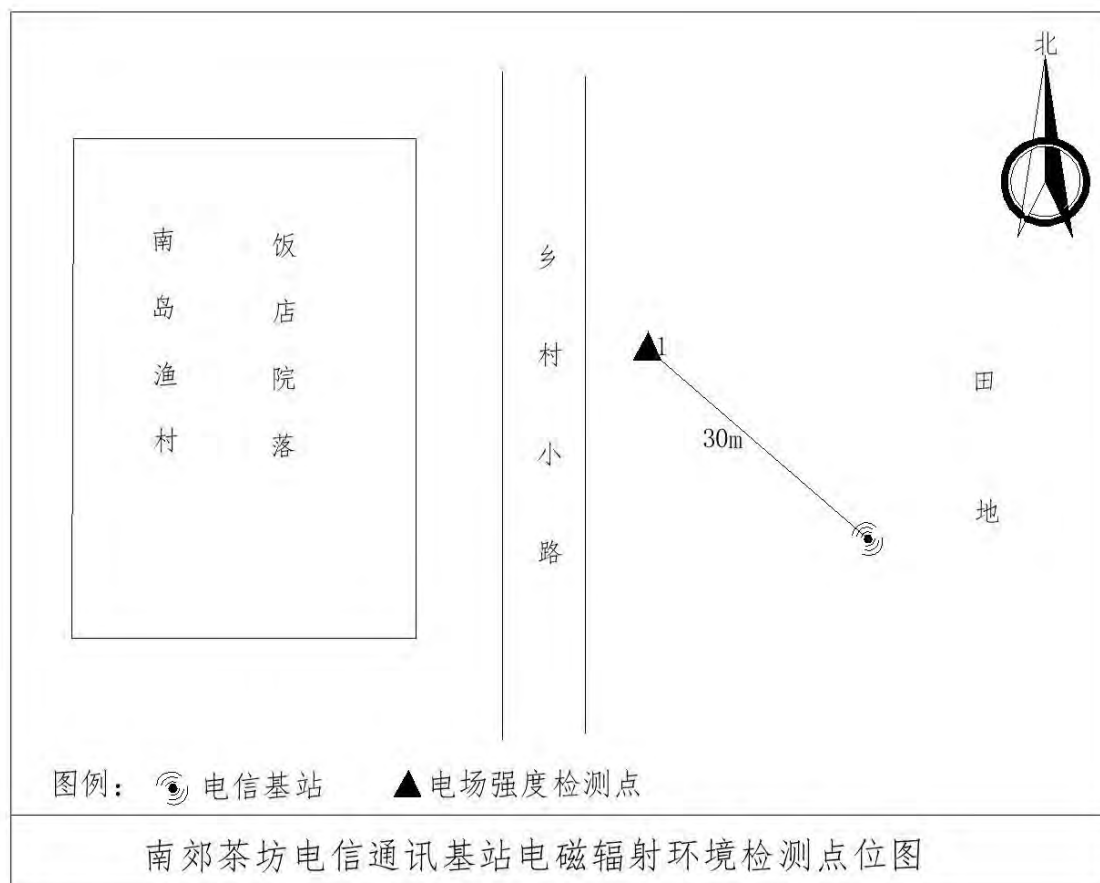 北
南岛渔村
饭店院落
乡村小路
1
30m
田地
图例： 电信基站 电场强度检测点
南郊茶坊电信通讯基站电磁辐射环境检测点位图